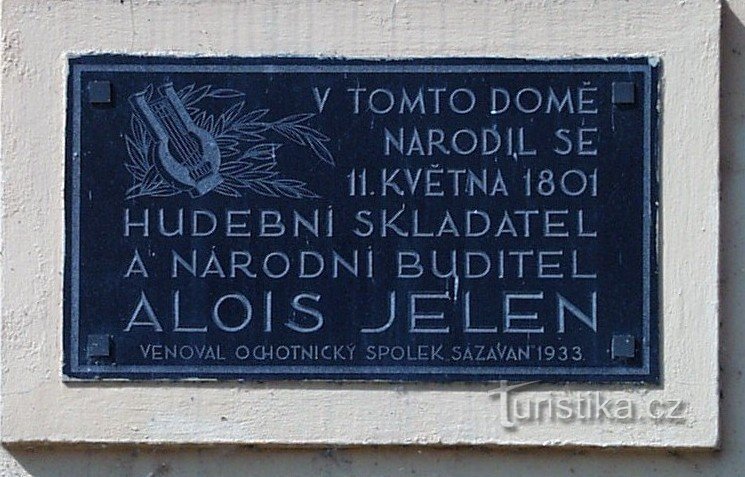 V TOMTO DOMĚ
NARODIL SE
11. KVĚTNA 1801
HUDEBNÍ SKLADATEL
A NÁRODNÍ BUDITEL
ALOIS JELEN
VĚNOVAL OCHOTNICKÝ SPOLEK SÁZAVAN 1933.
Turistika.cz